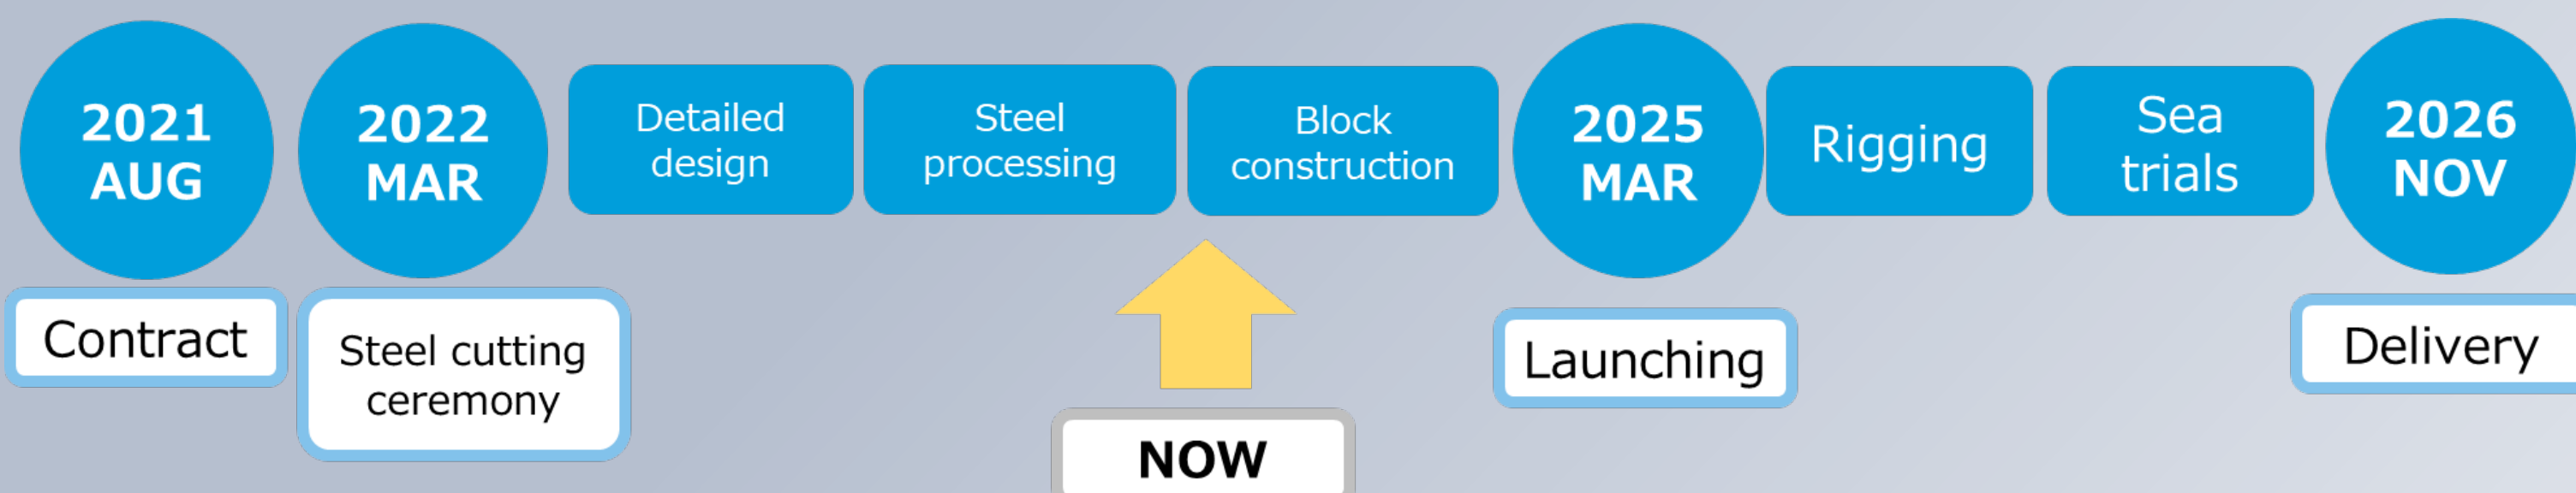 2021
AUG
2022
MAR
Detailed
design
Steel
processing
Block
construction
2025
MAR
Rigging
Sea
trials
2026
NOV
Contract
Steel cutting
ceremony
Launching
Delivery
NOW